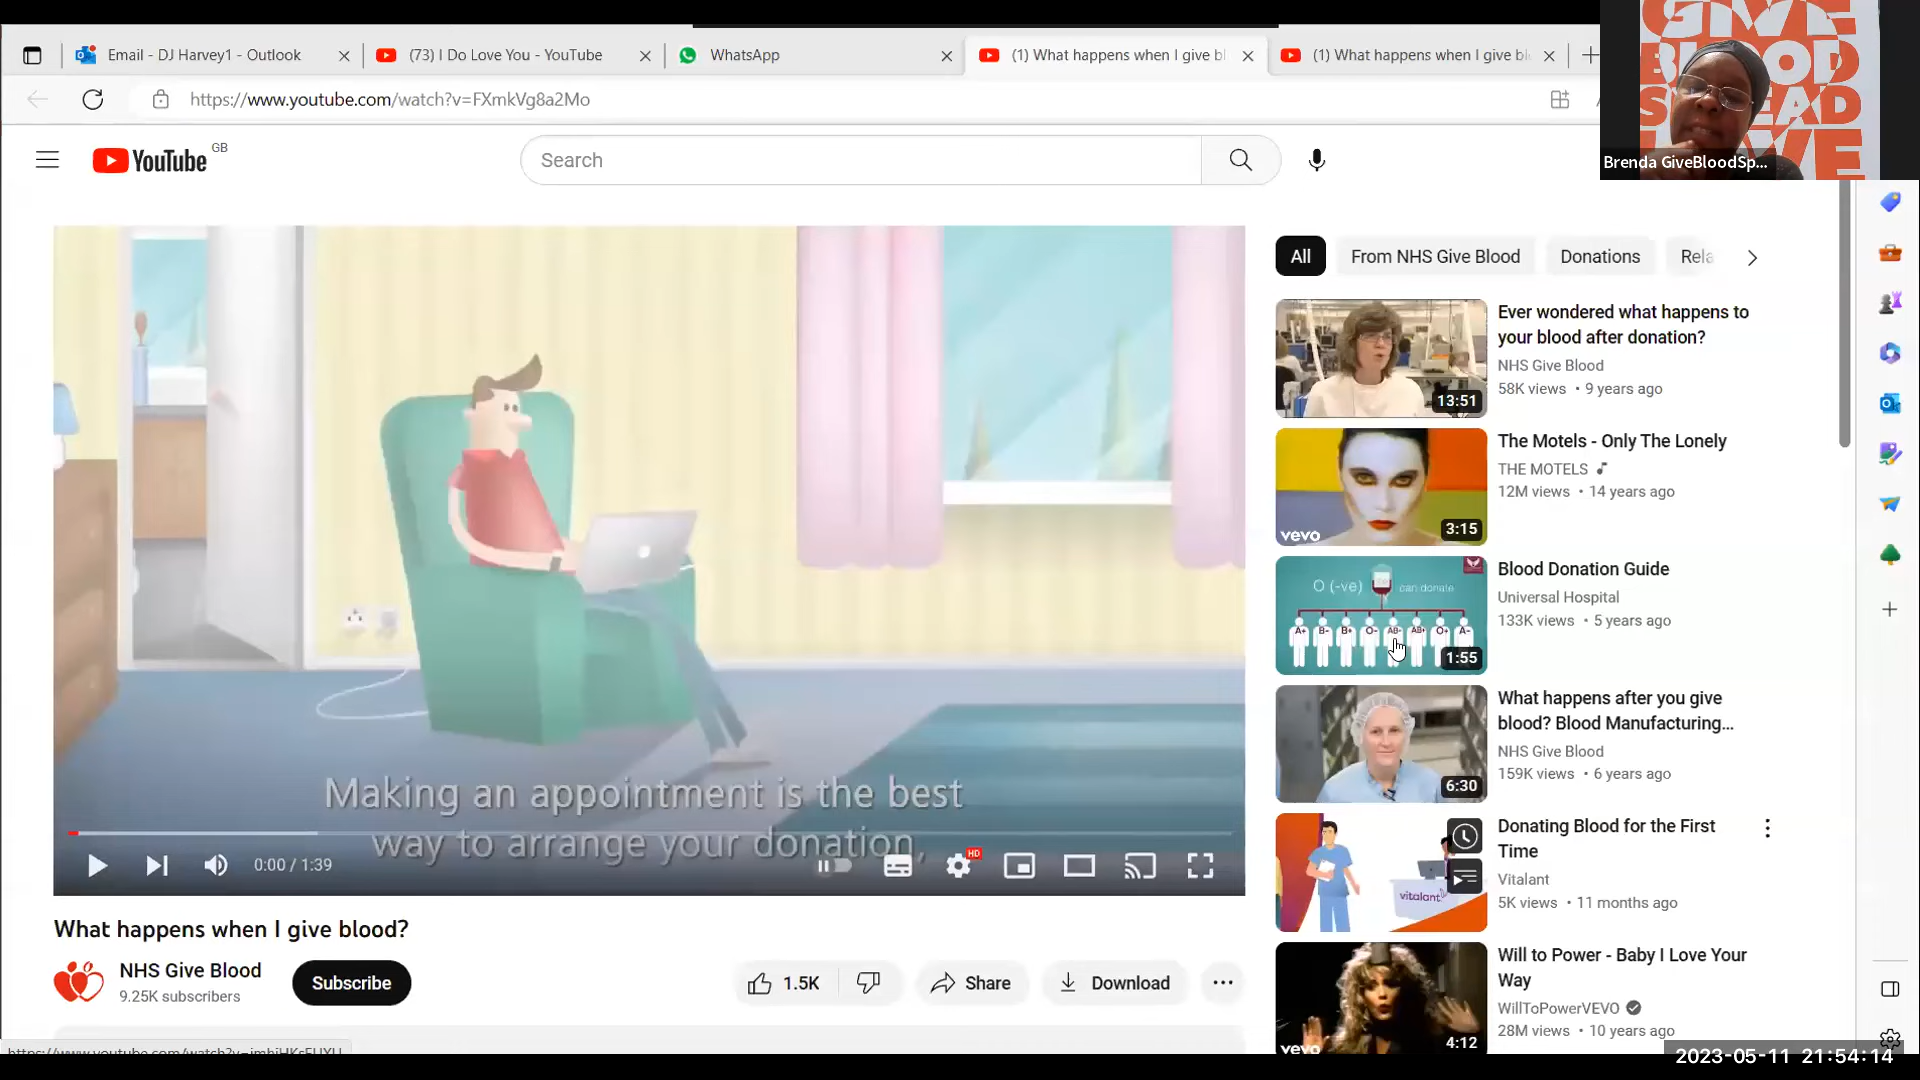 Email - DJ Harvey1 - Outlook
(73) I Do Love You - YouTube
WhatsApp
(1) What happens when I give bl
(1) What happens when I give blo
https://www.youtube.com/watch?v=FXmkVg8a2Mo
GIVE
BLOOD
SPREAD
LOVE
Brenda GiveBloodSp...
YouTube GB
Search
All
From NHS Give Blood
Donations
Rela
Making an appointment is the best
way to arrange your donation,
0:00 / 1:39
HD
What happens when I give blood?
NHS Give Blood
9.25K subscribers
Subscribe
1.5K
Share
Download
Ever wondered what happens to
your blood after donation?
NHS Give Blood
58K views • 9 years ago
13:51
The Motels - Only The Lonely
THE MOTELS
12M views • 14 years ago
vevo
3:15
Blood Donation Guide
Universal Hospital
133K views • 5 years ago
O (-ve) can donate
A+ B- B+ O- AB- AB+ O+ A-
1:55
What happens after you give
blood? Blood Manufacturing...
NHS Give Blood
159K views • 6 years ago
6:30
Donating Blood for the First
Time
Vitalant
5K views • 11 months ago
vitalant
Will to Power - Baby I Love Your
Way
WillToPowerVEVO
28M views • 10 years ago
vevo
4:12
2023-05-11 21:54:14